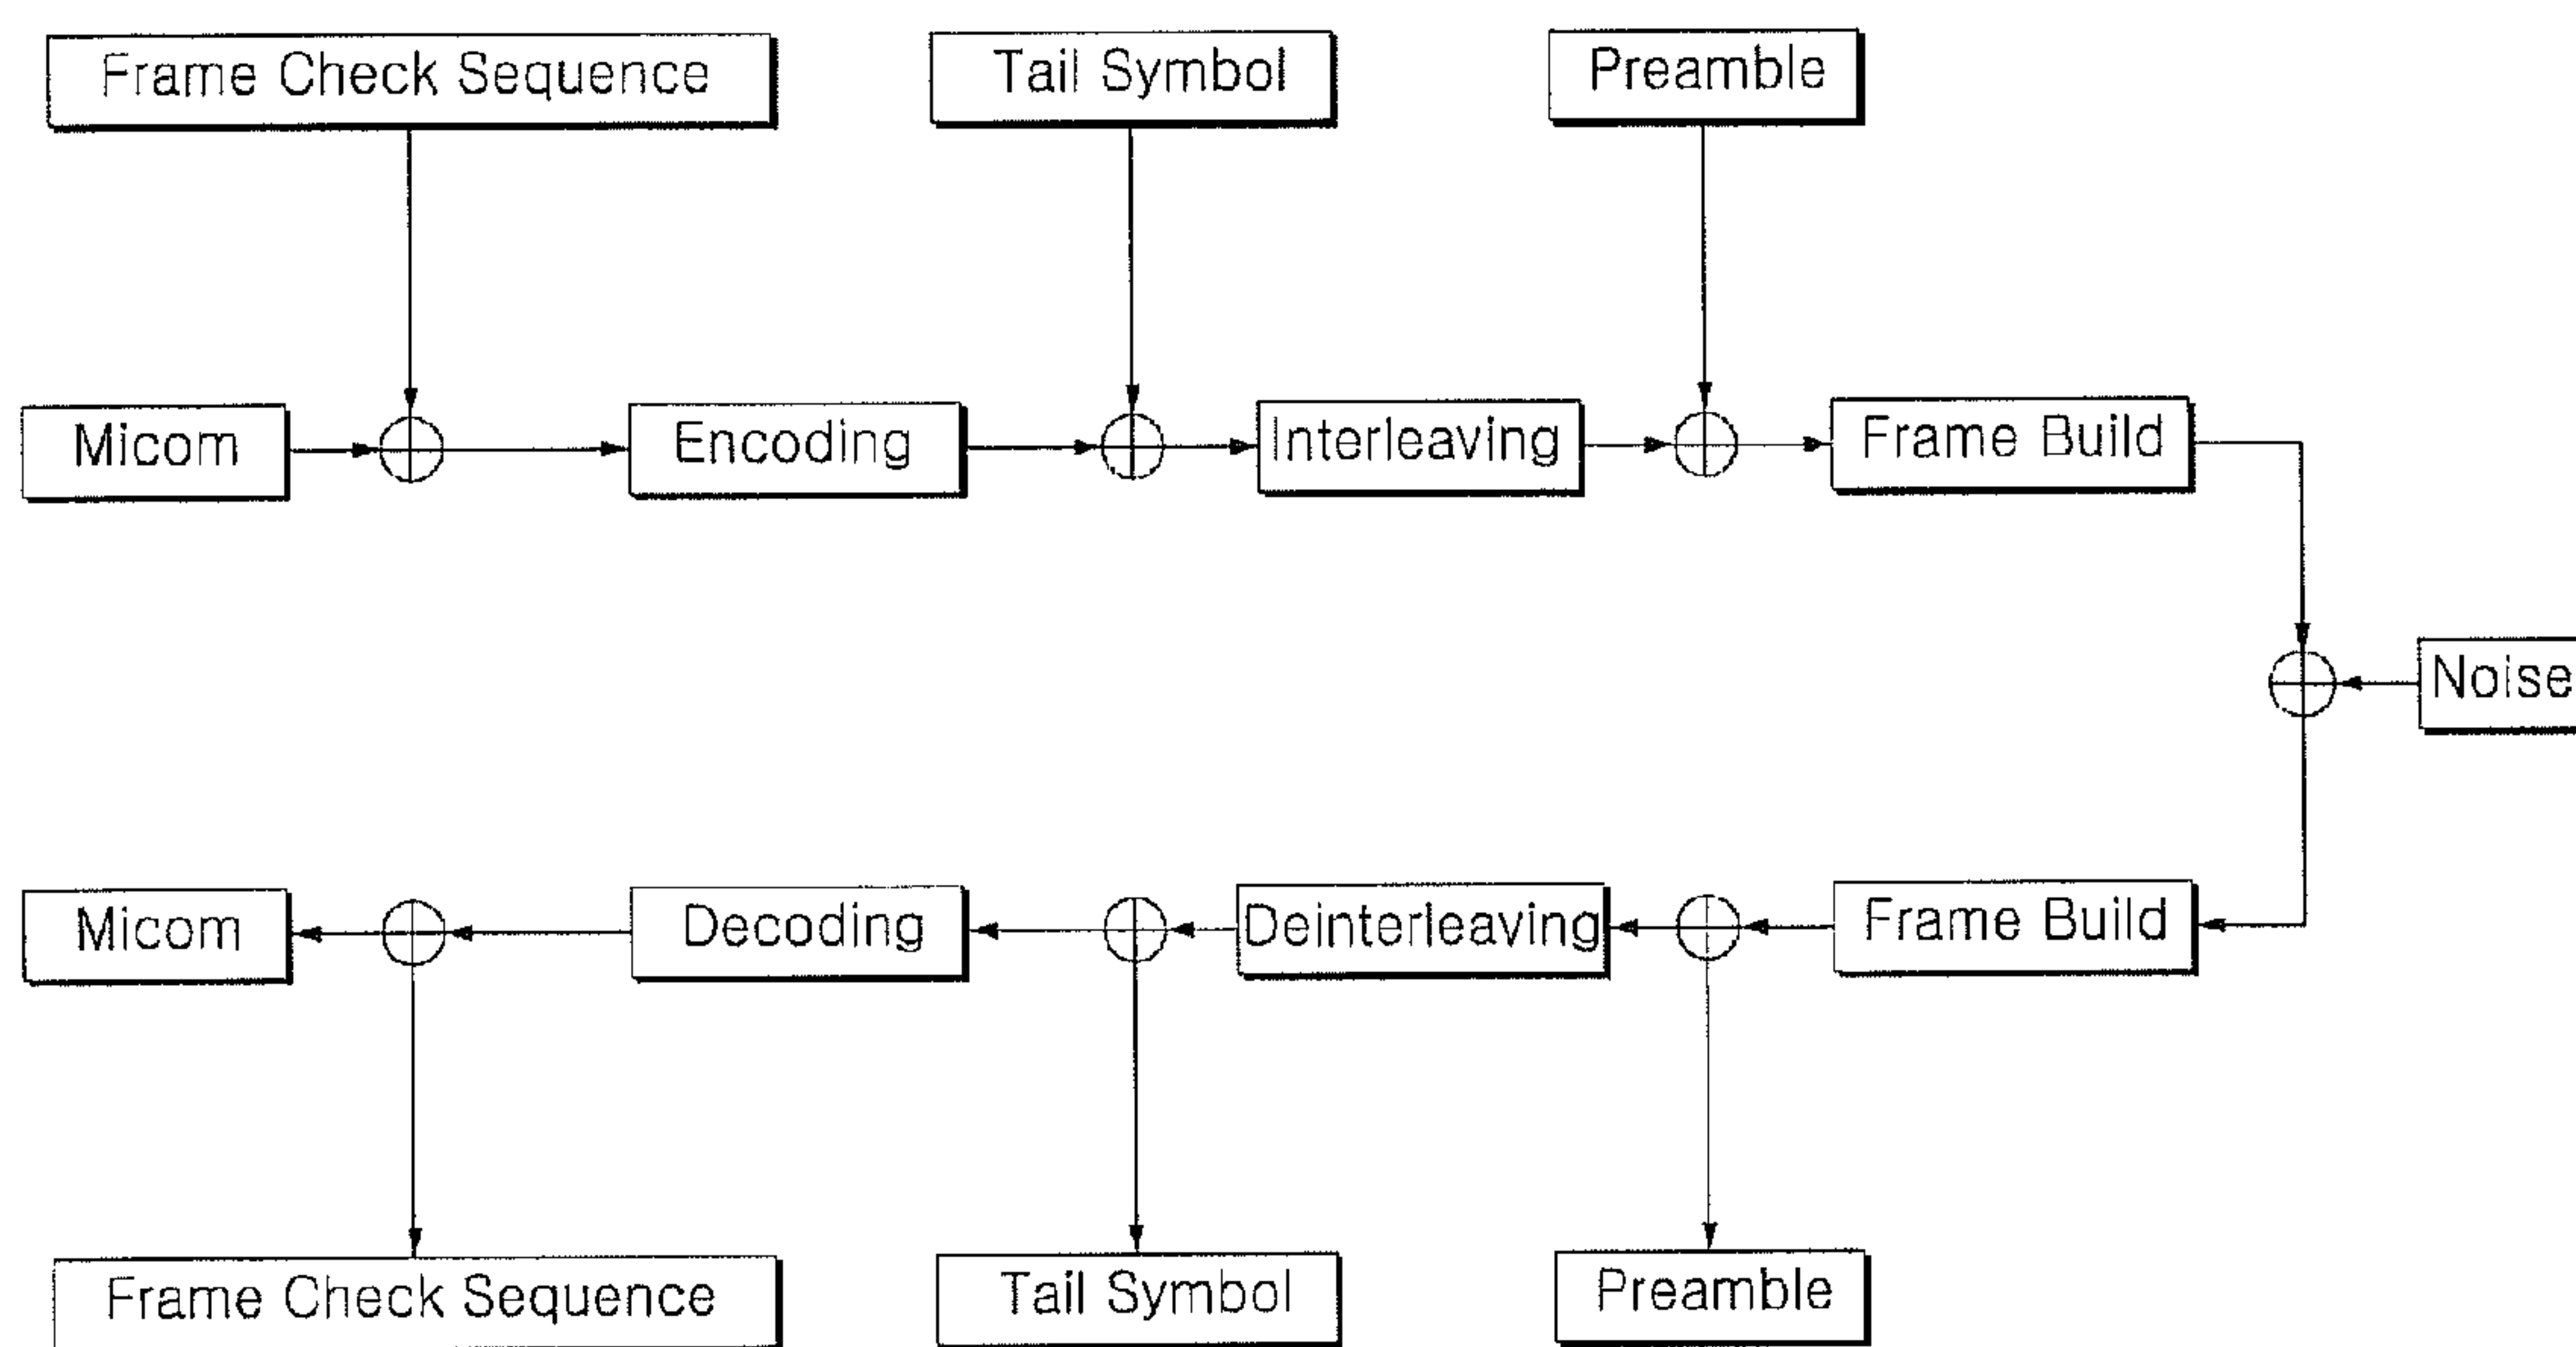 Frame Check Sequence
Tail Symbol
Preamble
Micom
Encoding
Interleaving
Frame Build
Noise
Micom
Decoding
Deinterleaving
Frame Build
Frame Check Sequence
Tail Symbol
Preamble